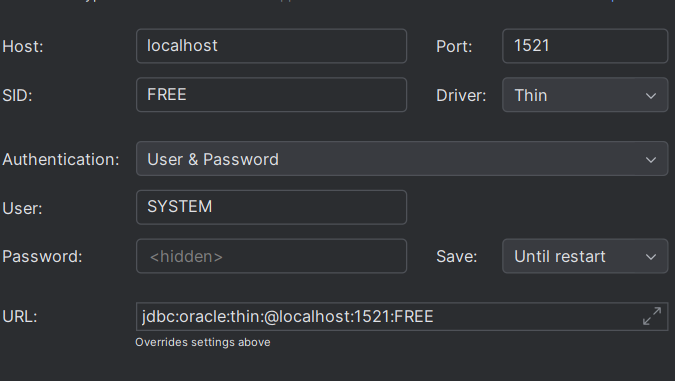 Host: localhost Port: 1521
SID: FREE Driver: Thin
Authentication: User & Password
User: SYSTEM
Password: <hidden> Save: Until restart
URL: jdbc:oracle:thin:@localhost:1521:FREE
Overrides settings above